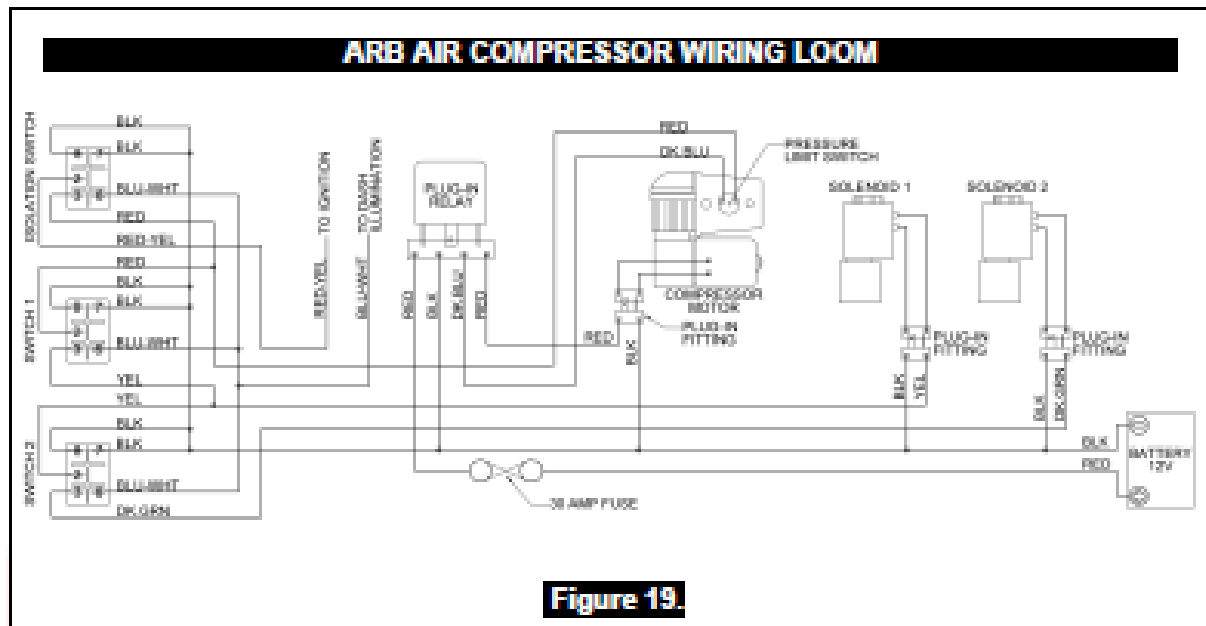 ARB AIR COMPRESSOR WIRING LOOM
ISOLATION SWITCH
BLK
BLK
BLU-WHT
RED
RED-YEL
SWITCH 1
RED
BLK
BLK
BLU-WHT
YEL
SWITCH 2
YEL
BLK
BLK
BLU-WHT
DK.GRN
RED-YEL
TO IGNITION
BLU-WHT
TO DASH
ILLUMINATION
PLUG-IN
RELAY
RED
BLK
DK.BLU
RED
RED
DK.BLU
PRESSURE
LIMIT SWITCH
COMPRESSOR
MOTOR
PLUG-IN
FITTING
RED
BLK
SOLENOID 1
PLUG-IN
FITTING
BLK
YEL
SOLENOID 2
PLUG-IN
FITTING
BLK
DK.GRN
BLK
RED
BATTERY
12V
30 AMP FUSE
Figure 19.